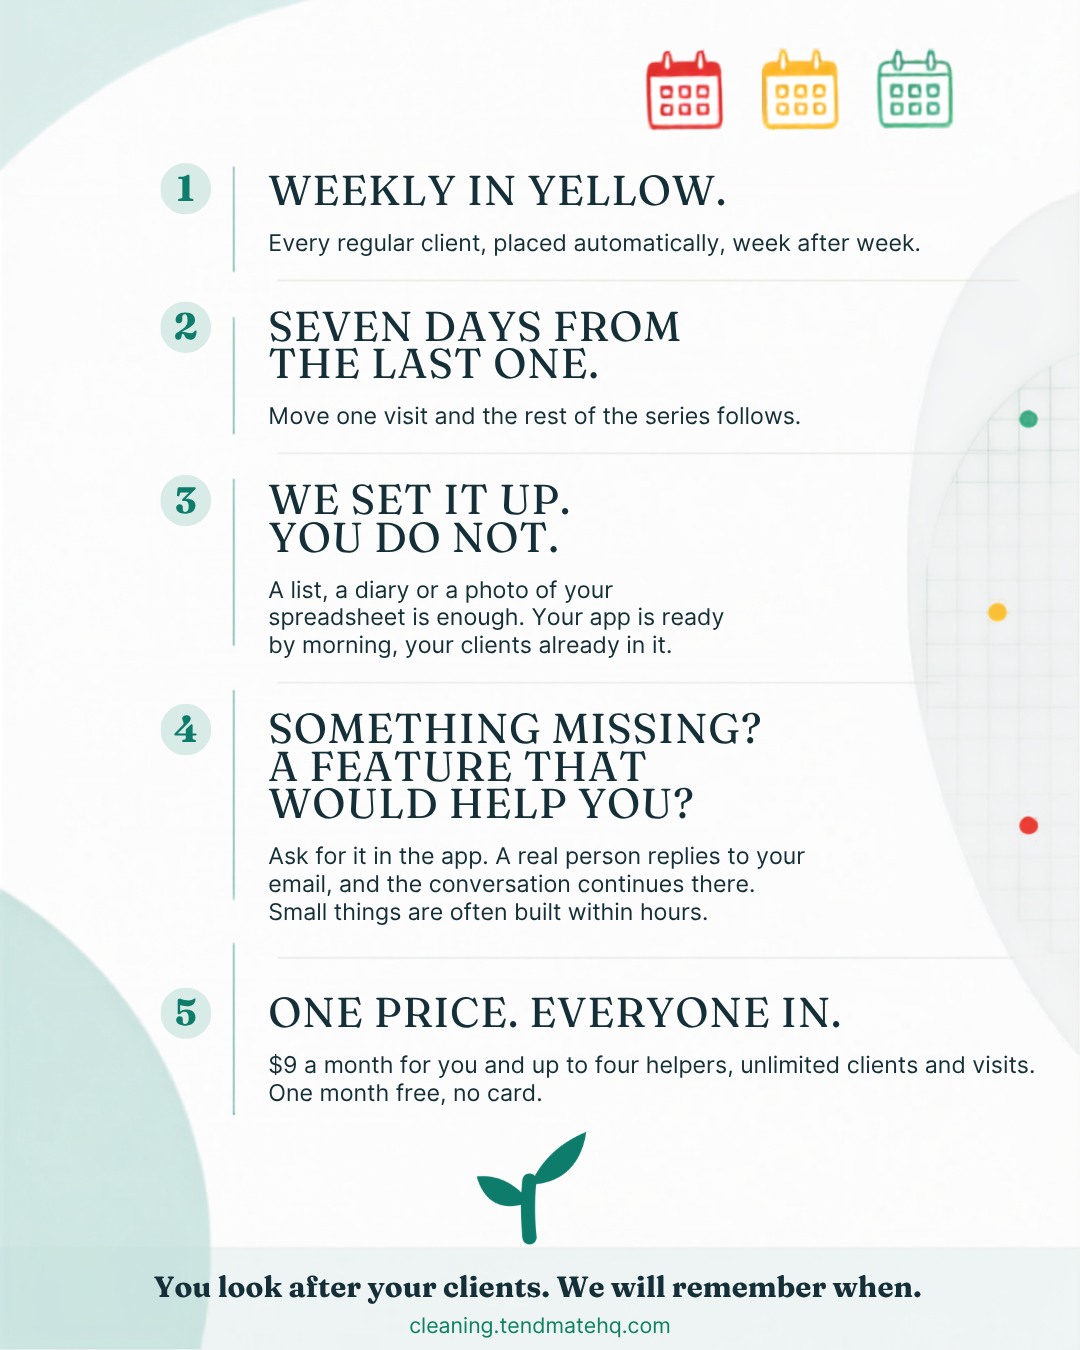 1
WEEKLY IN YELLOW.
Every regular client, placed automatically, week after week.
2
SEVEN DAYS FROM
THE LAST ONE.
Move one visit and the rest of the series follows.
3
WE SET IT UP.
YOU DO NOT.
A list, a diary or a photo of your
spreadsheet is enough. Your app is ready
by morning, your clients already in it.
4
SOMETHING MISSING?
A FEATURE THAT
WOULD HELP YOU?
Ask for it in the app. A real person replies to your
email, and the conversation continues there.
Small things are often built within hours.
5
ONE PRICE. EVERYONE IN.
$9 a month for you and up to four helpers, unlimited clients and visits.
One month free, no card.
You look after your clients. We will remember when.
cleaning.tendmatehq.com